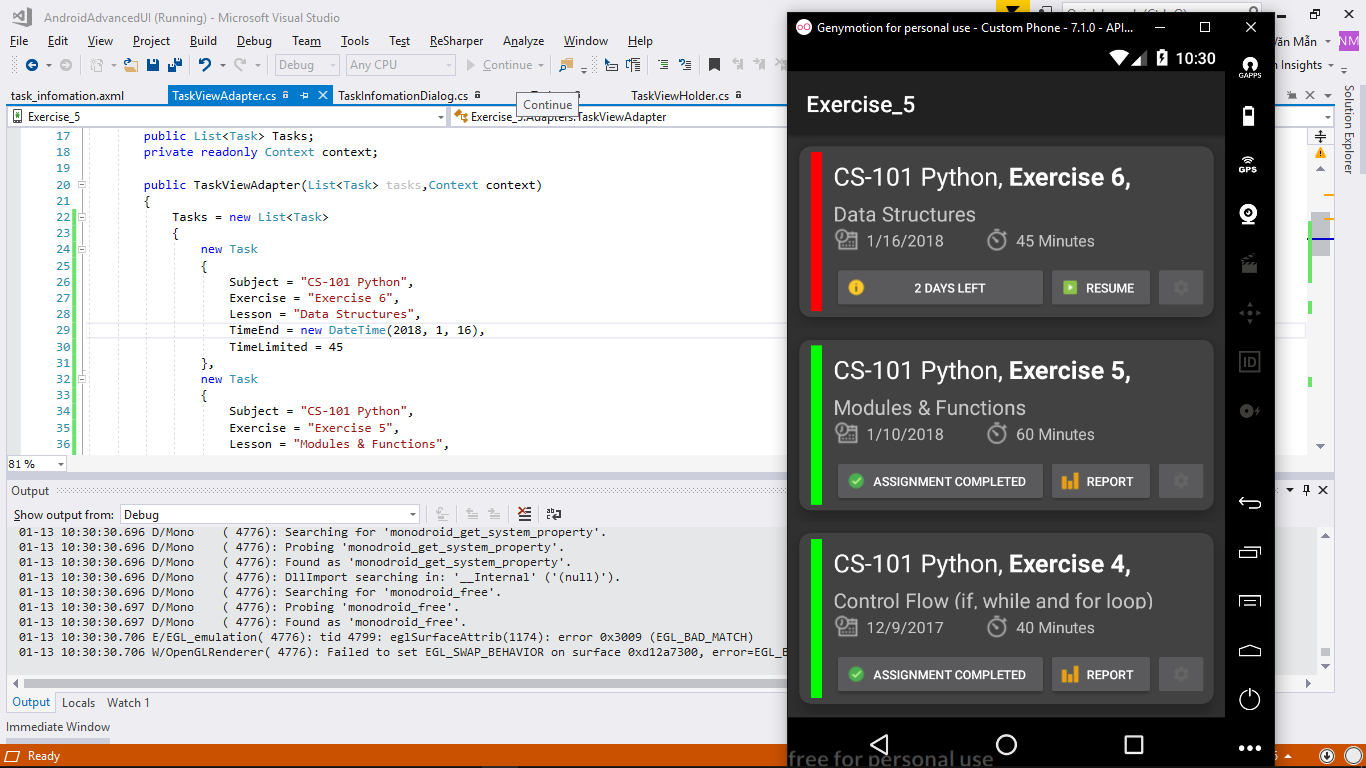 AndroidAdvancedUI (Running) - Microsoft Visual Studio
File Edit View Project Build Debug Team Tools Test ReSharper Analyze Window Help
Văn Mẫn NM
Debug Any CPU Continue
Insights
task_infomation.axml TaskViewAdapter.cs TaskInfomationDialog.cs TaskViewHolder.cs
Continue
Exercise_5 Exercise_5.Adapters.TaskViewAdapter
Solution Explorer
17 public List<Task> Tasks;
18 private readonly Context context;
19
20 public TaskViewAdapter(List<Task> tasks,Context context)
21 {
22 Tasks = new List<Task>
23 {
24 new Task
25 {
26 Subject = "CS-101 Python",
27 Exercise = "Exercise 6",
28 Lesson = "Data Structures",
29 TimeEnd = new DateTime(2018, 1, 16),
30 TimeLimited = 45
31 },
32 new Task
33 {
34 Subject = "CS-101 Python",
35 Exercise = "Exercise 5",
36 Lesson = "Modules & Functions",
81 %
Output
Show output from: Debug
01-13 10:30:30.696 D/Mono ( 4776): Searching for 'monodroid_get_system_property'.
01-13 10:30:30.696 D/Mono ( 4776): Probing 'monodroid_get_system_property'.
01-13 10:30:30.696 D/Mono ( 4776): Found as 'monodroid_get_system_property'.
01-13 10:30:30.696 D/Mono ( 4776): DllImport searching in: '__Internal' ('(null)').
01-13 10:30:30.696 D/Mono ( 4776): Searching for 'monodroid_free'.
01-13 10:30:30.697 D/Mono ( 4776): Probing 'monodroid_free'.
01-13 10:30:30.697 D/Mono ( 4776): Found as 'monodroid_free'.
01-13 10:30:30.706 E/EGL_emulation( 4776): tid 4799: eglSurfaceAttrib(1174): error 0x3009 (EGL_BAD_MATCH)
01-13 10:30:30.706 W/OpenGLRenderer( 4776): Failed to set EGL_SWAP_BEHAVIOR on surface 0xd12a7300, error=EGL_B
Output Locals Watch 1
Immediate Window
Ready
Genymotion for personal use - Custom Phone - 7.1.0 - API...
10:30
Exercise_5
CS-101 Python, Exercise 6,
Data Structures
1/16/2018 45 Minutes
2 DAYS LEFT RESUME
CS-101 Python, Exercise 5,
Modules & Functions
1/10/2018 60 Minutes
ASSIGNMENT COMPLETED REPORT
CS-101 Python, Exercise 4,
Control Flow (if, while and for loop)
12/9/2017 40 Minutes
ASSIGNMENT COMPLETED REPORT
free for personal use
GAPPS
GPS
ID